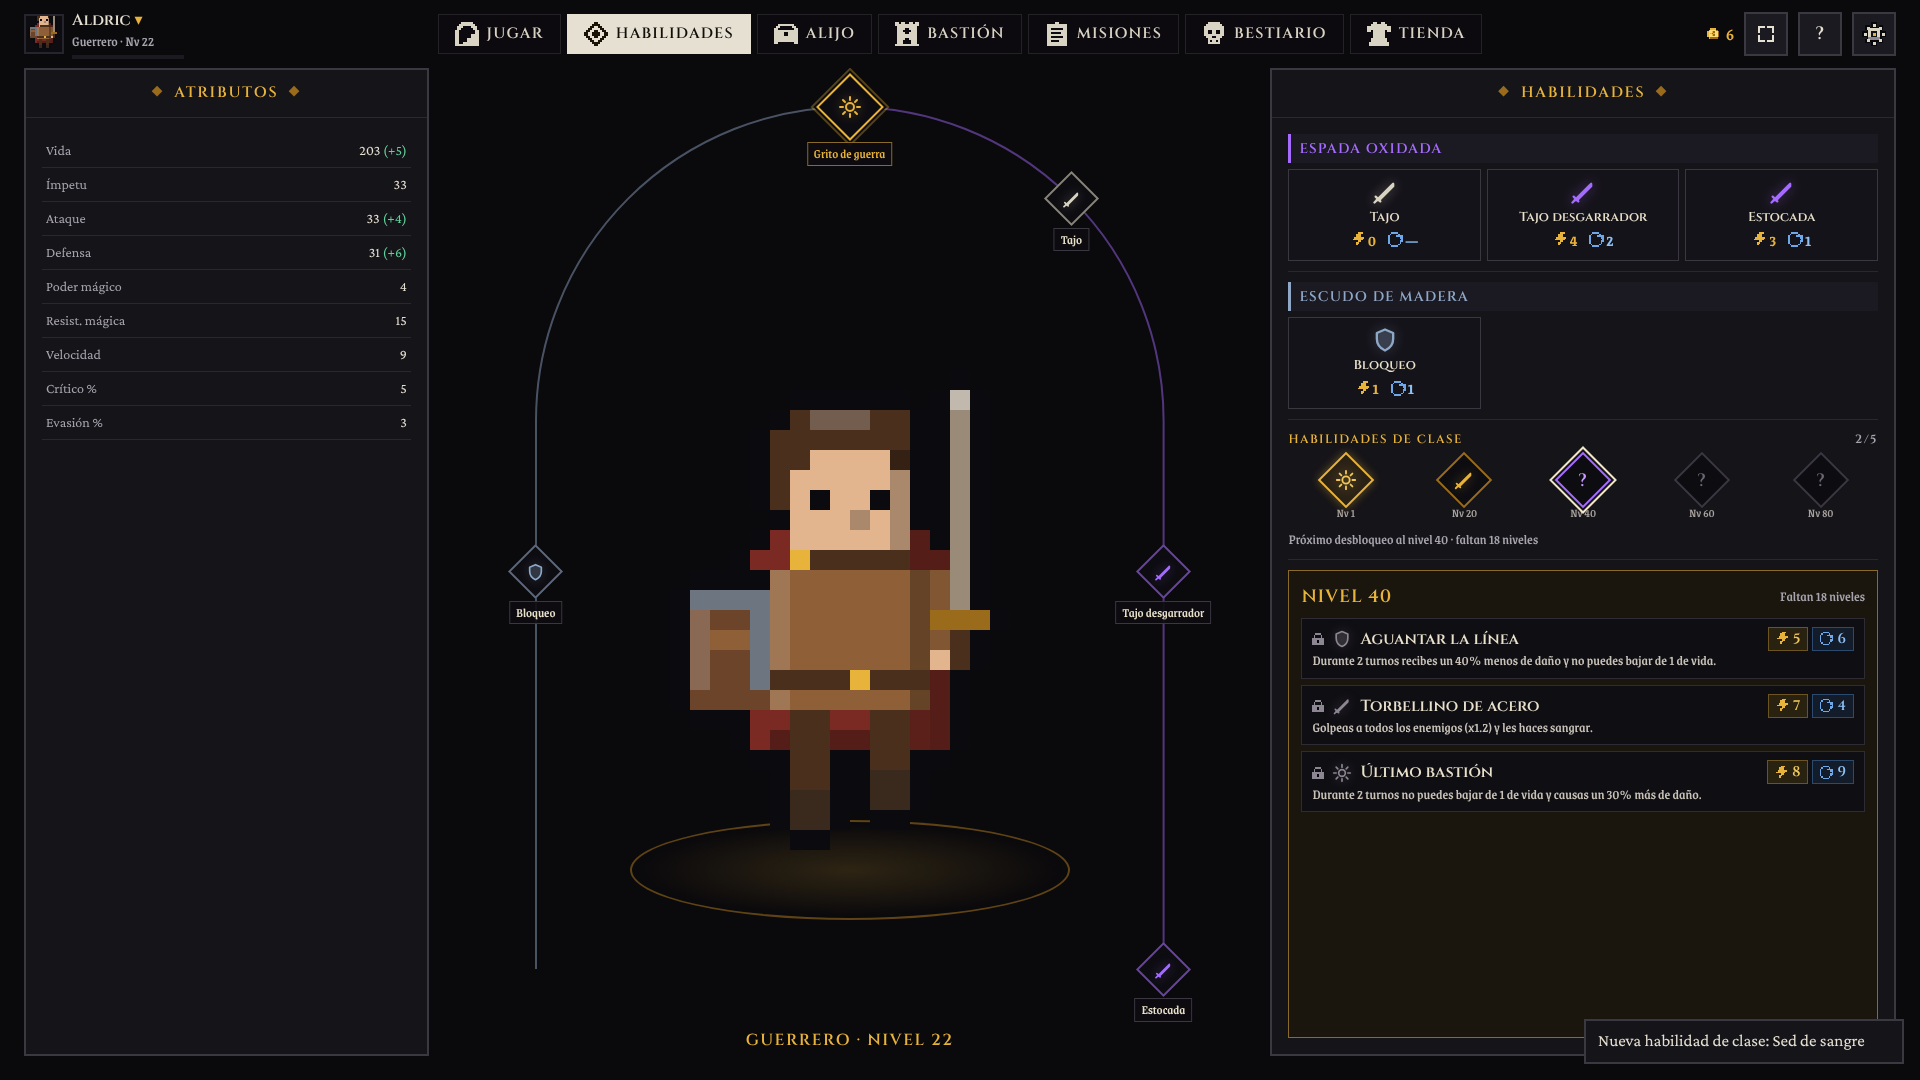 Aldric ▾
Guerrero · Nv 22
JUGAR
HABILIDADES
ALIJO
BASTIÓN
MISIONES
BESTIARIO
TIENDA
6
?
ATRIBUTOS
Vida 203 (+5)
Ímpetu 33
Ataque 33 (+4)
Defensa 31 (+6)
Poder mágico 4
Resist. mágica 15
Velocidad 9
Crítico % 5
Evasión % 3
Grito de guerra
Tajo
Bloqueo
Tajo desgarrador
Estocada
GUERRERO · NIVEL 22
HABILIDADES
ESPADA OXIDADA
Tajo
0 —
Tajo desgarrador
4 2
Estocada
3 1
ESCUDO DE MADERA
Bloqueo
1 1
HABILIDADES DE CLASE 2/5
? ? ?
Nv 1 Nv 20 Nv 40 Nv 60 Nv 80
Próximo desbloqueo al nivel 40 · faltan 18 niveles
NIVEL 40 Faltan 18 niveles
Aguantar la línea 5 6
Durante 2 turnos recibes un 40% menos de daño y no puedes bajar de 1 de vida.
Torbellino de acero 7 4
Golpeas a todos los enemigos (x1.2) y les haces sangrar.
Último bastión 8 9
Durante 2 turnos no puedes bajar de 1 de vida y causas un 30% más de daño.
Nueva habilidad de clase: Sed de sangre